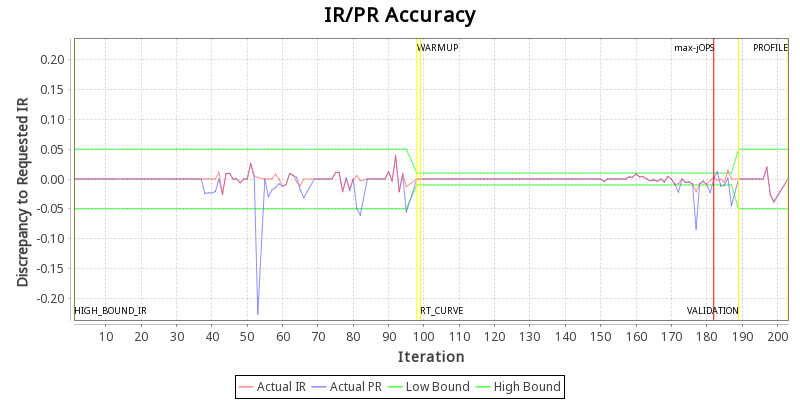 IR/PR Accuracy
Discrepancy to Requested IR
0.20
0.15
0.10
0.05
0.00
-0.05
-0.10
-0.15
-0.20
WARMUP
max-jOPS
PROFILE
HIGH_BOUND_IR
RT_CURVE
VALIDATION
10 20 30 40 50 60 70 80 90 100 110 120 130 140 150 160 170 180 190 200
Iteration
Actual IR Actual PR Low Bound High Bound